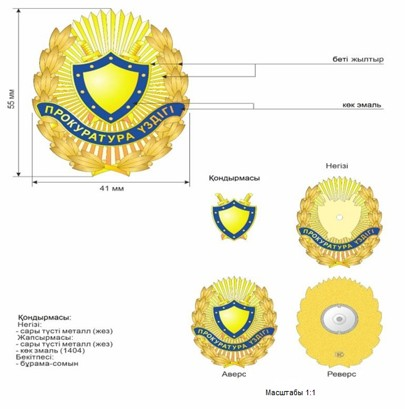 беті жылтыр
55 мм
көк эмаль
ПРОКУРАТУРА ҮЗДІГІ
41 мм
Қондырмасы
Негізі
ПРОКУРАТУРА ҮЗДІГІ
ПРОКУРАТУРА ҮЗДІГІ
Қондырмасы:
Негізі:
- сары түсті металл (жез)
Жапсырмасы:
- сары түсті металл (жез)
- көк эмаль (1404)
Бекітпесі:
- бұрама-сомын
Аверс
Реверс
Масштабы 1:1